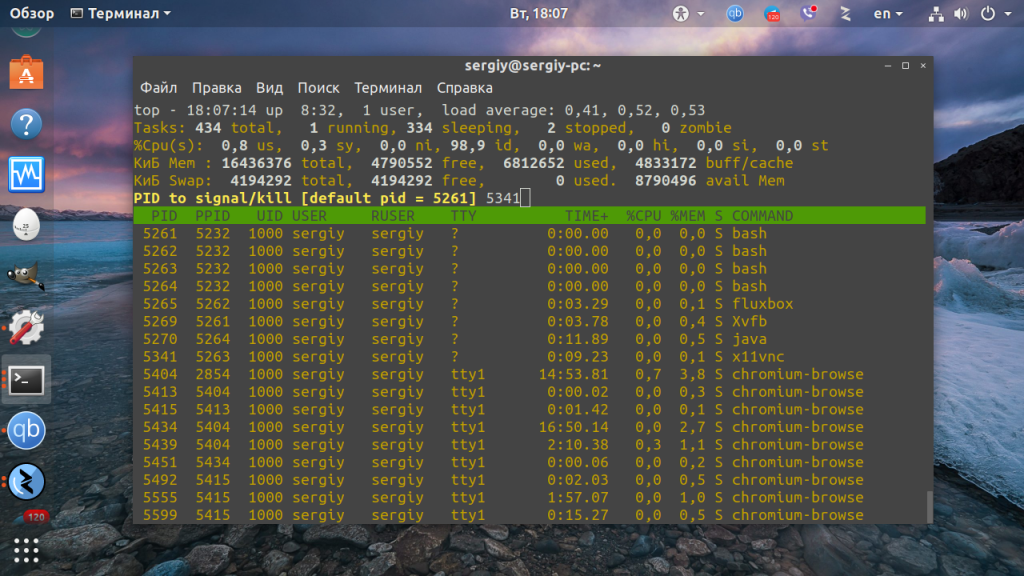 Обзор Терминал Вт, 18:07 qb 120 en
sergiy@sergiy-pc: ~
Файл Правка Вид Поиск Терминал Справка
top - 18:07:14 up  8:32,  1 user,  load average: 0,41, 0,52, 0,53
Tasks: 434 total,   1 running, 334 sleeping,   2 stopped,   0 zombie
%Cpu(s):  0,8 us,  0,3 sy,  0,0 ni, 98,9 id,  0,0 wa,  0,0 hi,  0,0 si,  0,0 st
КиБ Mem : 16436376 total,  4790552 free,  6812652 used,  4833172 buff/cache
КиБ Swap:  4194292 total,  4194292 free,        0 used.  8790496 avail Mem
PID to signal/kill [default pid = 5261] 5341
PID  PPID   UID USER     RUSER    TTY          TIME+  %CPU %MEM S COMMAND
5261  5232  1000 sergiy   sergiy   ?          0:00.00   0,0  0,0 S bash
5262  5232  1000 sergiy   sergiy   ?          0:00.00   0,0  0,0 S bash
5263  5232  1000 sergiy   sergiy   ?          0:00.00   0,0  0,0 S bash
5264  5232  1000 sergiy   sergiy   ?          0:00.00   0,0  0,0 S bash
5265  5262  1000 sergiy   sergiy   ?          0:03.29   0,0  0,1 S fluxbox
5269  5261  1000 sergiy   sergiy   ?          0:03.78   0,0  0,4 S Xvfb
5270  5264  1000 sergiy   sergiy   ?          0:11.89   0,0  0,5 S java
5341  5263  1000 sergiy   sergiy   ?          0:09.23   0,0  0,1 S x11vnc
5404  2854  1000 sergiy   sergiy   tty1      14:53.81   0,7  3,8 S chromium-browse
5413  5404  1000 sergiy   sergiy   tty1       0:00.02   0,0  0,3 S chromium-browse
5415  5413  1000 sergiy   sergiy   tty1       0:01.42   0,0  0,1 S chromium-browse
5434  5404  1000 sergiy   sergiy   tty1      16:50.14   0,0  2,7 S chromium-browse
5439  5404  1000 sergiy   sergiy   tty1       2:10.38   0,3  1,1 S chromium-browse
5451  5434  1000 sergiy   sergiy   tty1       0:00.06   0,0  0,2 S chromium-browse
5492  5415  1000 sergiy   sergiy   tty1       0:02.03   0,0  0,5 S chromium-browse
5555  5415  1000 sergiy   sergiy   tty1       1:57.07   0,0  1,0 S chromium-browse
5599  5415  1000 sergiy   sergiy   tty1       0:15.27   0,0  0,5 S chromium-browse
?
qb
120